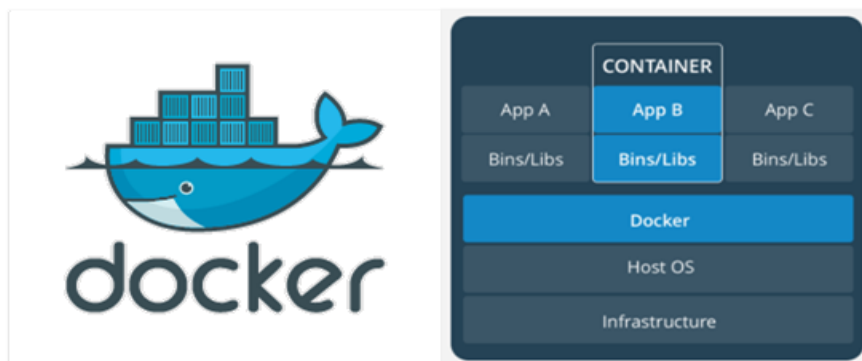 docker
CONTAINER
App A App B App C
Bins/Libs Bins/Libs Bins/Libs
Docker
Host OS
Infrastructure